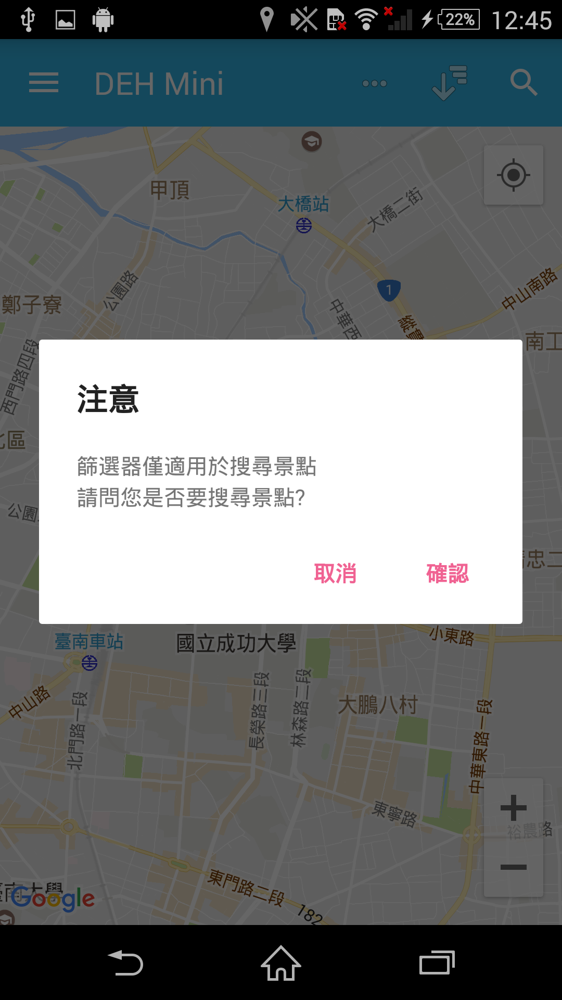 22% 12:45
DEH Mini
甲頂
大橋站
大橋二街
公園路
1
中山南路
鄭子寮
中華西
南工
西門路四段
注意
北區
篩選器僅適用於搜尋景點
請問您是否要搜尋景點?
公園
忠二
取消 確認
臺南車站
國立成功大學
小東路
中山路
北門路一段
長榮路三段
林森路二段
大鵬八村
中華東路一段
東寧路
裕農路
東門路二段
臺南大學
Google
182